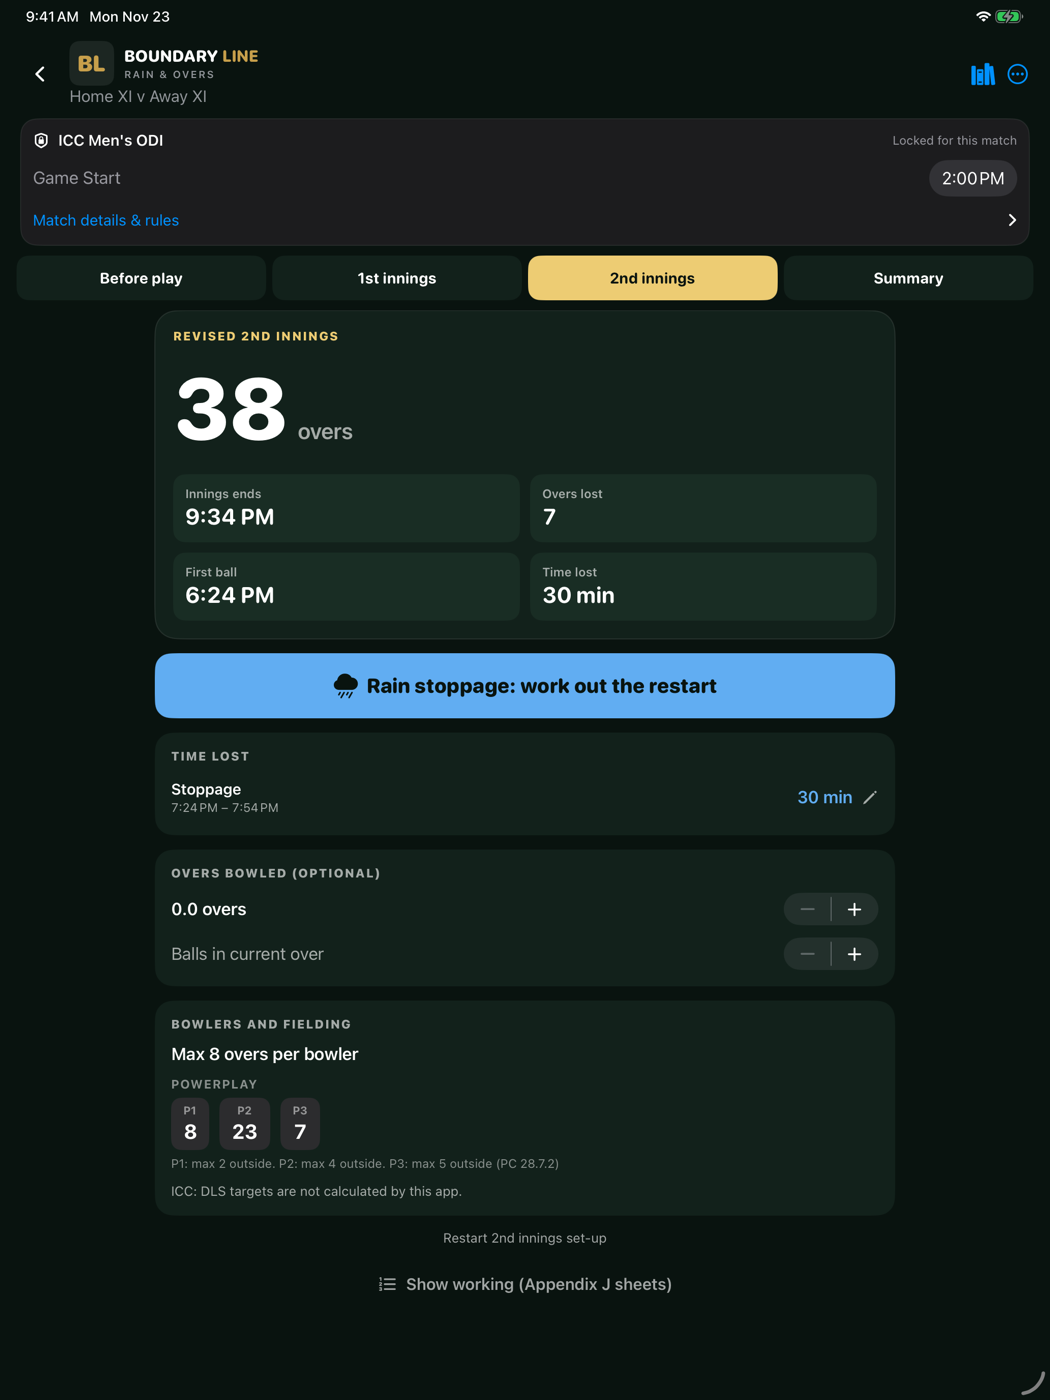 9:41 AM Mon Nov 23
BL
BOUNDARY LINE
RAIN & OVERS
Home XI v Away XI
ICC Men's ODI
Locked for this match
Game Start
2:00 PM
Match details & rules
Before play
1st innings
2nd innings
Summary
REVISED 2ND INNINGS
38 overs
Innings ends
9:34 PM
Overs lost
7
First ball
6:24 PM
Time lost
30 min
Rain stoppage: work out the restart
TIME LOST
Stoppage
7:24 PM – 7:54 PM
30 min
OVERS BOWLED (OPTIONAL)
0.0 overs
Balls in current over
BOWLERS AND FIELDING
Max 8 overs per bowler
POWERPLAY
P1
8
P2
23
P3
7
P1: max 2 outside. P2: max 4 outside. P3: max 5 outside (PC 28.7.2)
ICC: DLS targets are not calculated by this app.
Restart 2nd innings set-up
Show working (Appendix J sheets)